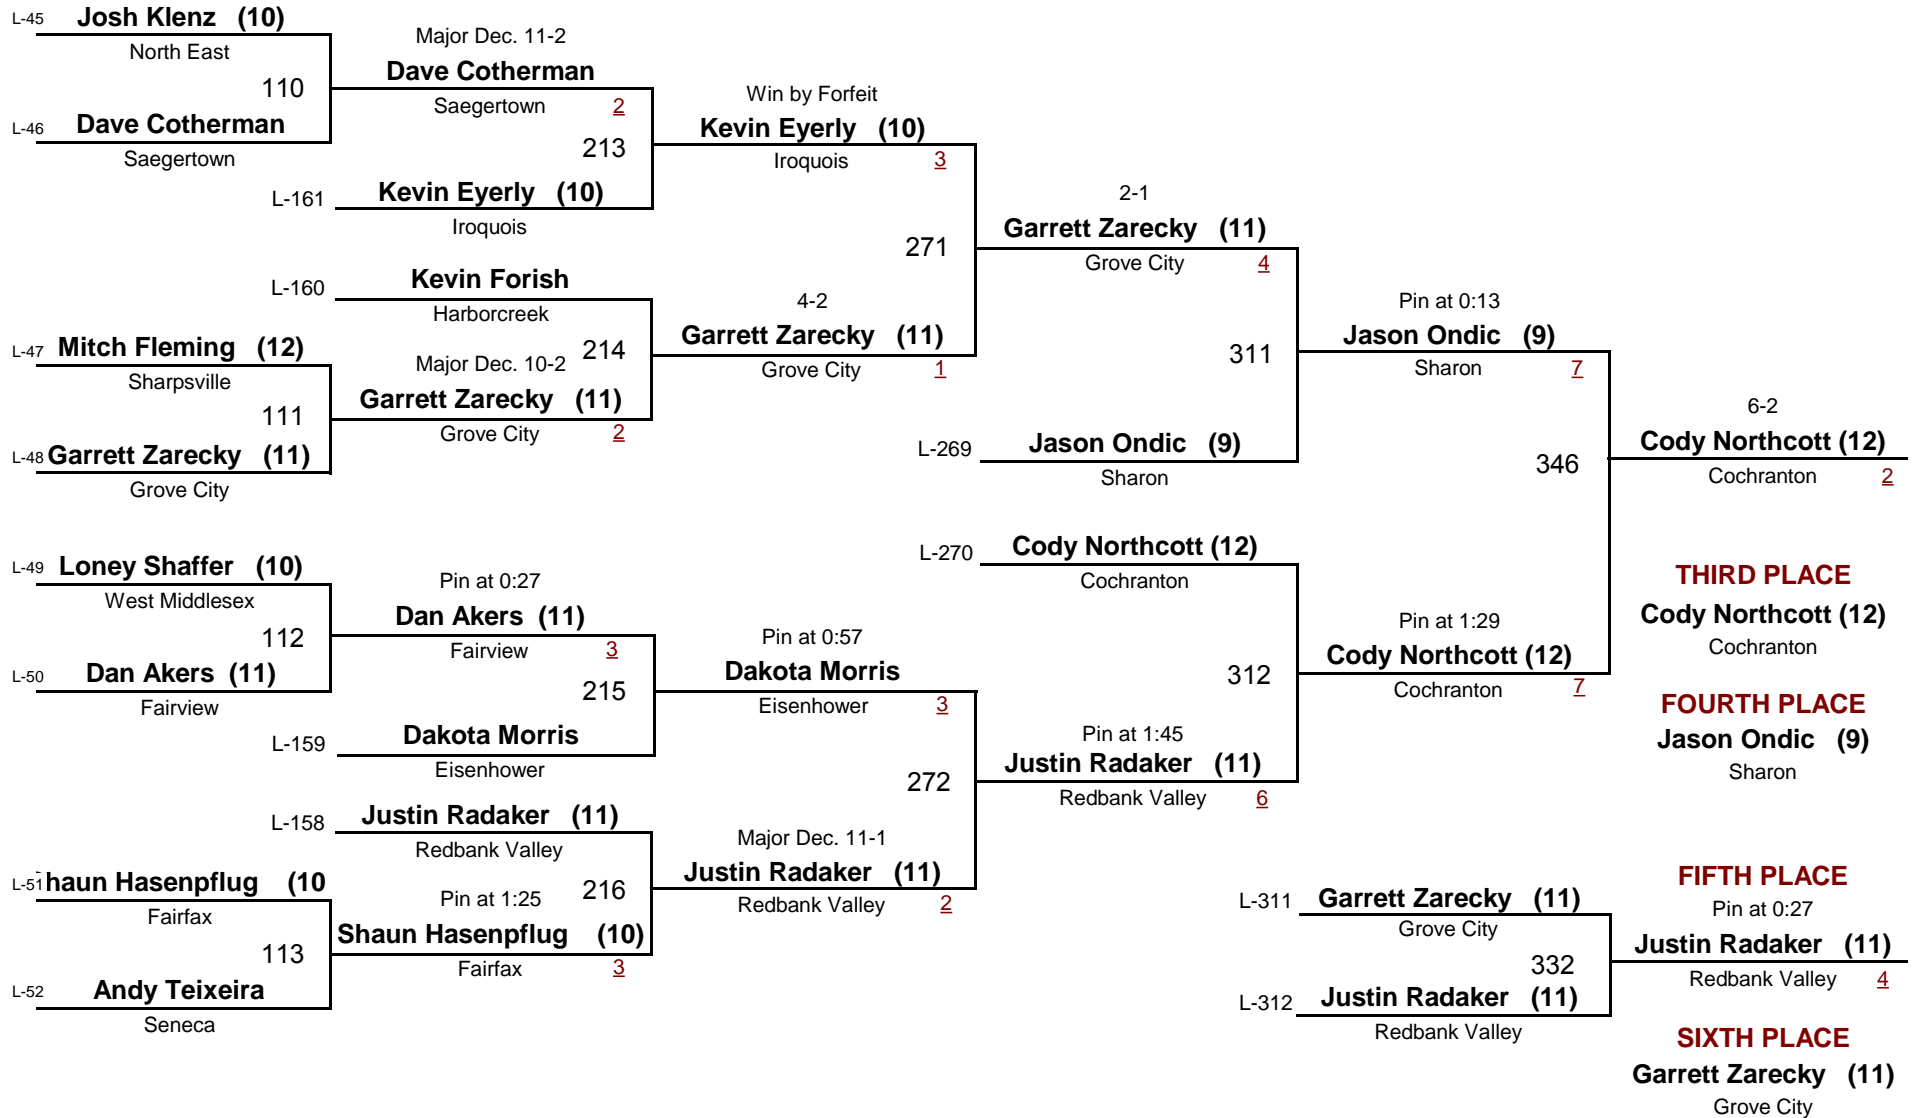 L-45 Josh Klenz (10)
North East
110
L-46 Dave Cotherman
Saegertown
Major Dec. 11-2
Dave Cotherman
Saegertown 2
213
L-161 Kevin Eyerly (10)
Iroquois
Win by Forfeit
Kevin Eyerly (10)
Iroquois 3
271
L-160 Kevin Forish
Harborcreek
214
L-47 Mitch Fleming (12)
Sharpsville
111
L-48 Garrett Zarecky (11)
Grove City
Major Dec. 10-2
Garrett Zarecky (11)
Grove City 2
4-2
Garrett Zarecky (11)
Grove City 1
2-1
Garrett Zarecky (11)
Grove City 4
311
L-269 Jason Ondic (9)
Sharon
Pin at 0:13
Jason Ondic (9)
Sharon 7
346
6-2
Cody Northcott (12)
Cochranton 2
L-49 Loney Shaffer (10)
West Middlesex
112
L-50 Dan Akers (11)
Fairview
Pin at 0:27
Dan Akers (11)
Fairview 3
215
L-159 Dakota Morris
Eisenhower
Pin at 0:57
Dakota Morris
Eisenhower 3
272
L-158 Justin Radaker (11)
Redbank Valley
216
L-51 haun Hasenpflug (10
Fairfax
113
L-52 Andy Teixeira
Seneca
Pin at 1:25
Shaun Hasenpflug (10)
Fairfax 3
Major Dec. 11-1
Justin Radaker (11)
Redbank Valley 2
L-270 Cody Northcott (12)
Cochranton
312
Pin at 1:45
Justin Radaker (11)
Redbank Valley 6
Pin at 1:29
Cody Northcott (12)
Cochranton 7
THIRD PLACE
Cody Northcott (12)
Cochranton
FOURTH PLACE
Jason Ondic (9)
Sharon
L-311 Garrett Zarecky (11)
Grove City
332
L-312 Justin Radaker (11)
Redbank Valley
FIFTH PLACE
Pin at 0:27
Justin Radaker (11)
Redbank Valley 4
SIXTH PLACE
Garrett Zarecky (11)
Grove City